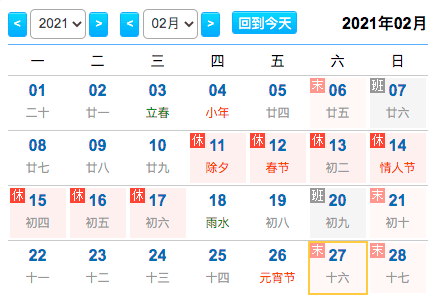 < 2021 > < 02月 > 回到今天 2021年02月
一 二 三 四 五 六 日
01 02 03 04 05 末 06 班 07
二十 廿一 立春 小年 廿四 廿五 廿六
08 09 10 休 11 休 12 休 13 休 14
廿七 廿八 廿九 除夕 春节 初二 情人节
休 15 休 16 休 17 18 19 班 20 末 21
初四 初五 初六 雨水 初八 初九 初十
22 23 24 25 26 末 27 末 28
十一 十二 十三 十四 元宵节 十六 十七